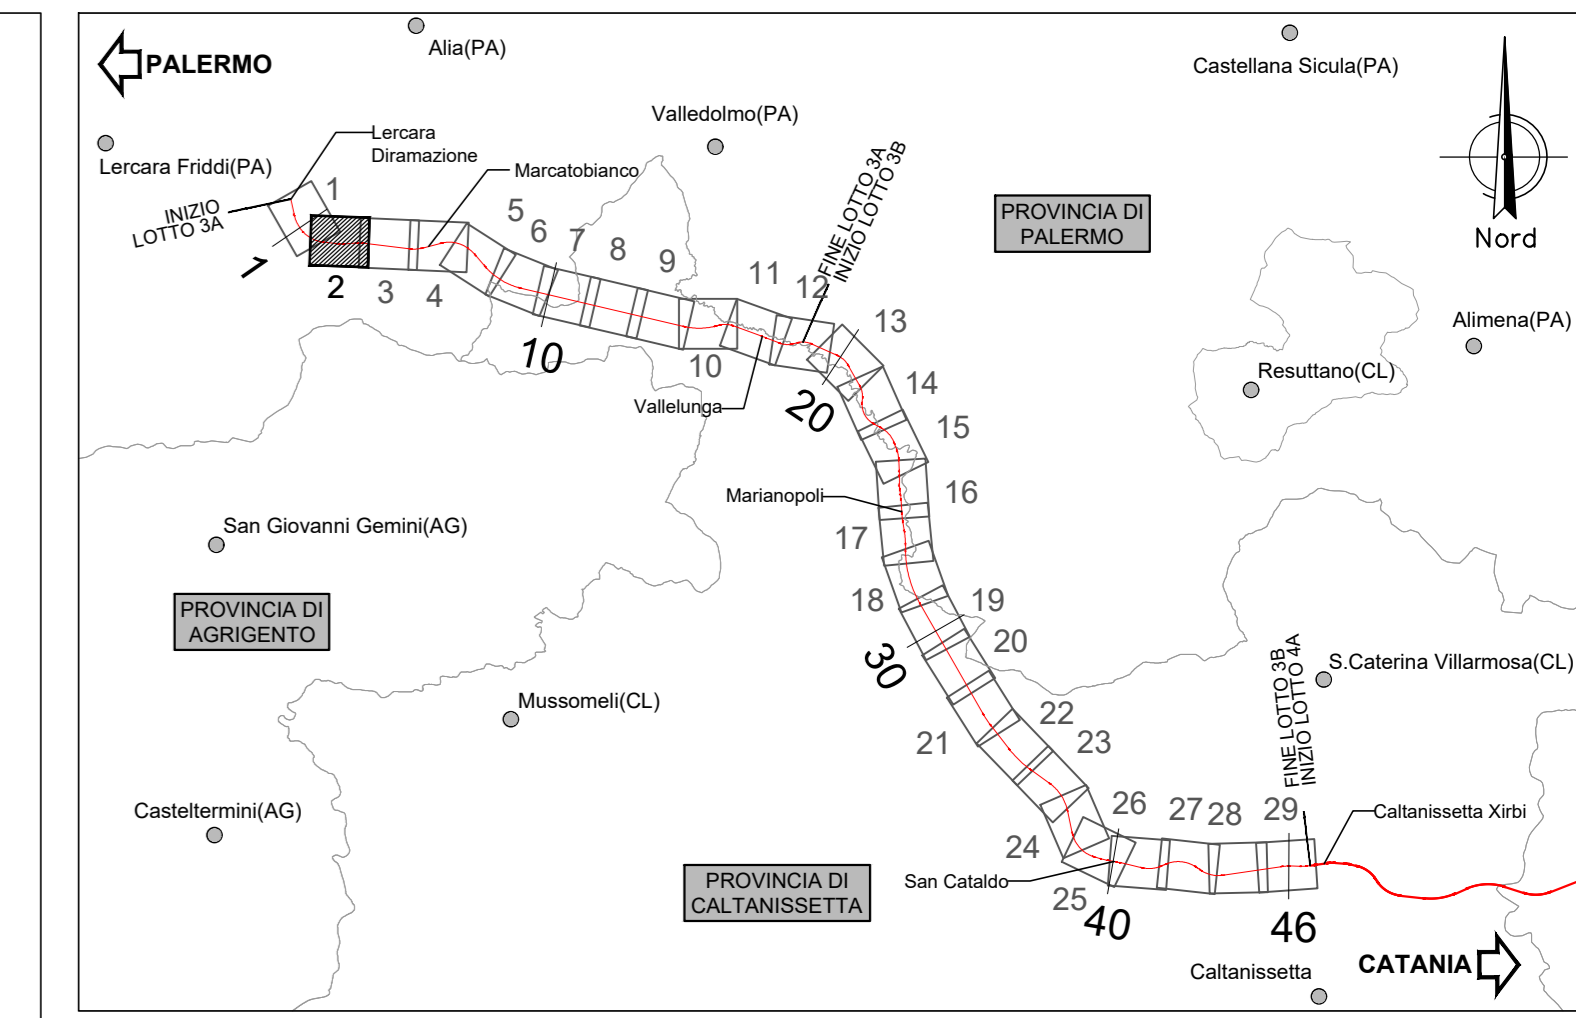 PALERMO
Alia(PA)
Castellana Sicula(PA)
Valledolmo(PA)
Lercara
Diramazione
Lercara Friddi(PA)
Marcatobianco
INIZIO
LOTTO 3A
FINE LOTTO 3A
INIZIO LOTTO 3B
PROVINCIA DI
PALERMO
Nord
1
1
2
3
4
5
6
7
8
9
10
10
11
12
13
Alimena(PA)
Resuttano(CL)
Vallelunga
20
14
15
Marianopoli
16
17
San Giovanni Gemini(AG)
PROVINCIA DI
AGRIGENTO
18
19
20
30
S.Caterina Villarmosa(CL)
Mussomeli(CL)
21
22
23
FINE LOTTO 3B
INIZIO LOTTO 4A
Casteltermini(AG)
24
25
26
27
28
29
Caltanissetta Xirbi
San Cataldo
PROVINCIA DI
CALTANISSETTA
40
46
Caltanissetta
CATANIA